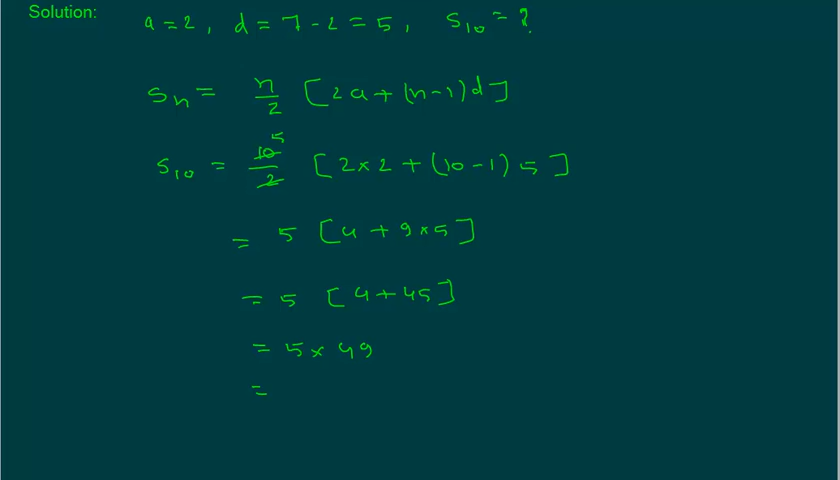 Solution: a = 2, d = 7 - 2 = 5, S₁₀ = ?
Sₙ = n/2 [2a + (n-1)d]
S₁₀ = 10/2 5 [2×2 + (10-1) 5]
= 5 [4 + 9×5]
= 5 [4 + 45]
= 5 × 49
=